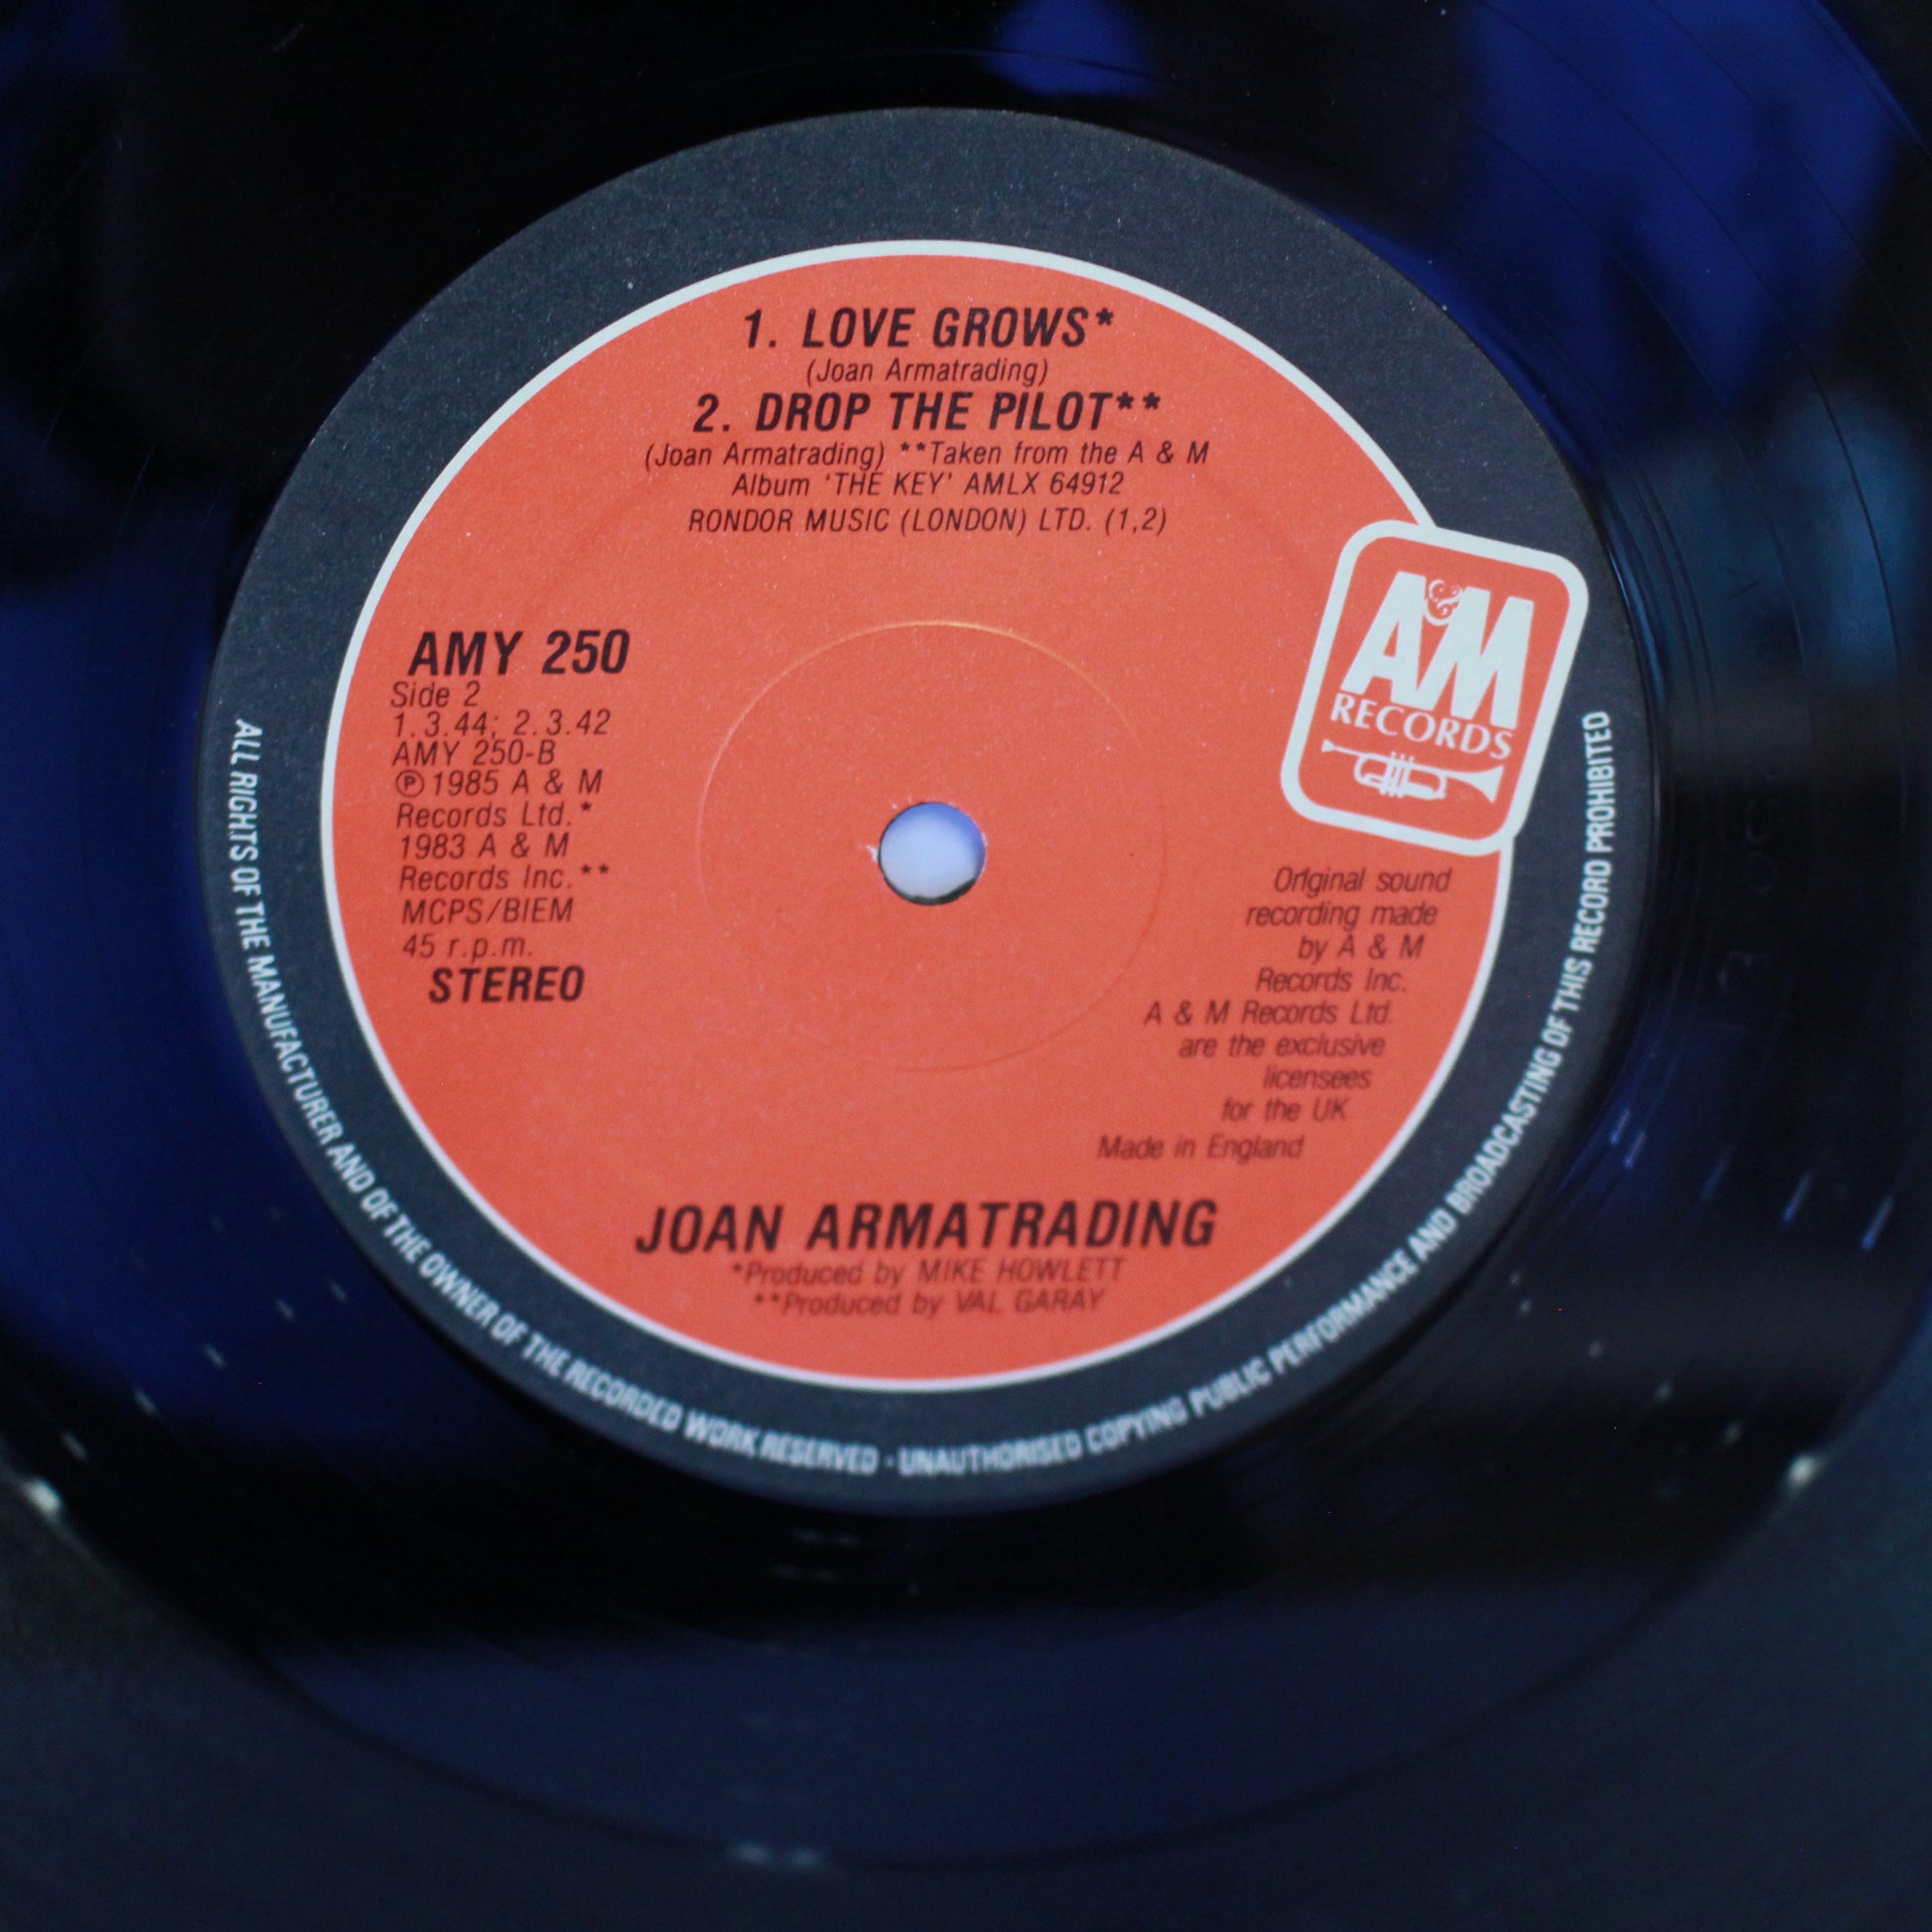 1. LOVE GROWS*
(Joan Armatrading)
2. DROP THE PILOT**
(Joan Armatrading) **Taken from the A & M
Album 'THE KEY' AMLX 64912
RONDOR MUSIC (LONDON) LTD. (1,2)
A&M
RECORDS
AMY 250
Side 2
1.3.44; 2.3.42
AMY 250-B
℗1985 A & M
Records Ltd.*
1983 A & M
Records Inc.**
MCPS/BIEM
45 r.p.m.
STEREO
Original sound
recording made
by A & M
Records Inc.
A & M Records Ltd.
are the exclusive
licensees
for the UK
Made in England
JOAN ARMATRADING
*Produced by MIKE HOWLETT
**Produced by VAL GARAY
ALL RIGHTS OF THE MANUFACTURER AND OF THE OWNER OF THE RECORDED WORK RESERVED · UNAUTHORISED COPYING PUBLIC PERFORMANCE AND BROADCASTING OF THIS RECORD PROHIBITED